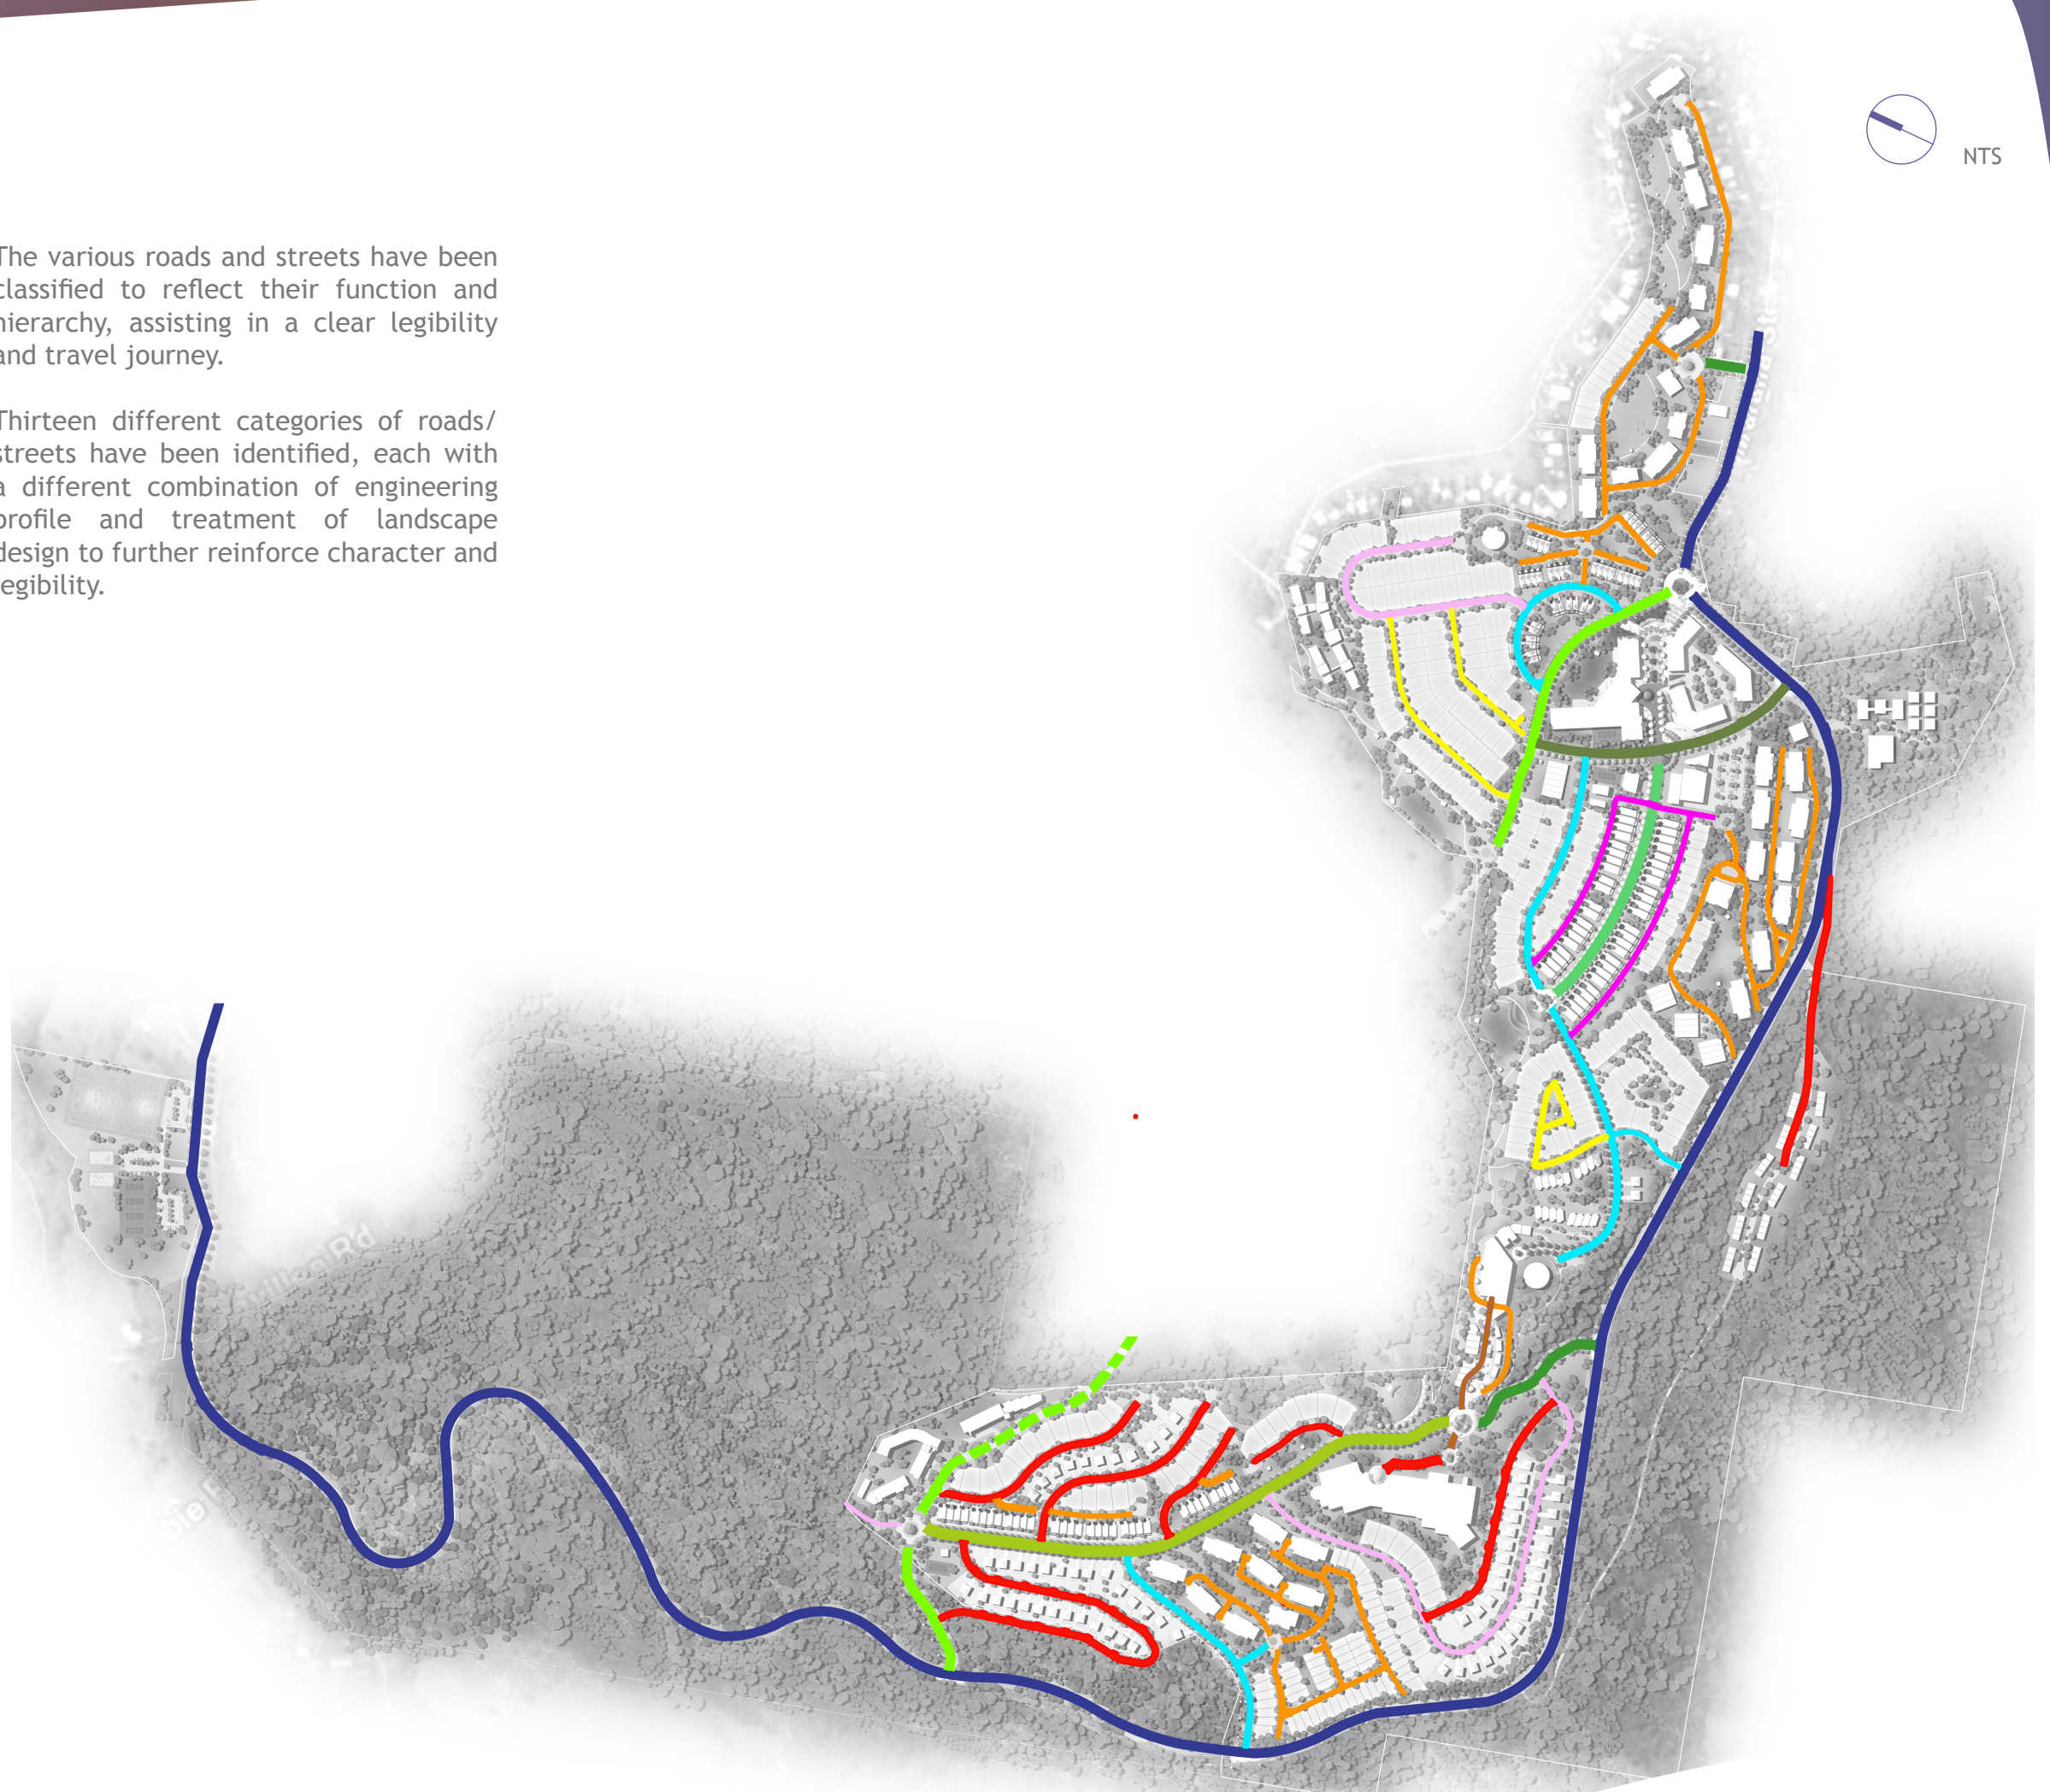 NTS
The various roads and streets have been
classified to reflect their function and
hierarchy, assisting in a clear legibility
and travel journey.
Thirteen different categories of roads/
streets have been identified, each with
a different combination of engineering
profile and treatment of landscape
design to further reinforce character and
legibility.
Rd